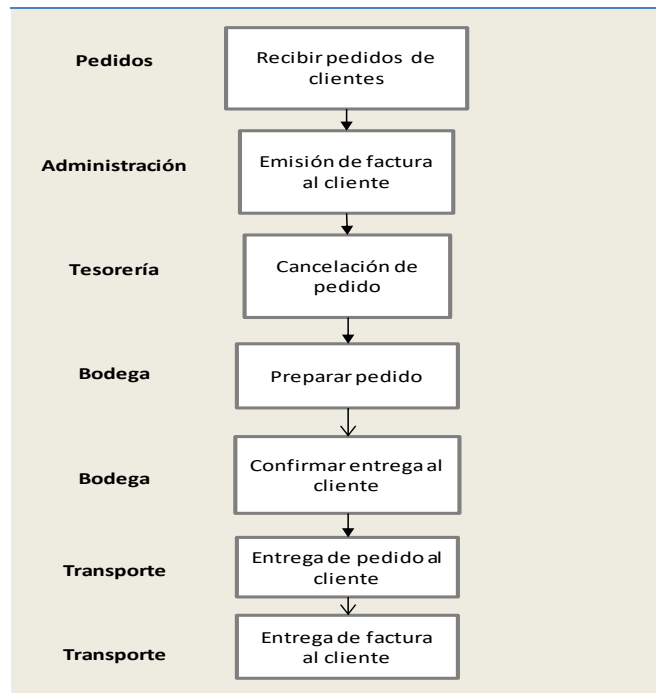 Pedidos
Recibir pedidos de
clientes
Administración
Emisión de factura
al cliente
Tesorería
Cancelación de
pedido
Bodega
Preparar pedido
Bodega
Confirmar entrega al
cliente
Transporte
Entrega de pedido al
cliente
Transporte
Entrega de factura
al cliente